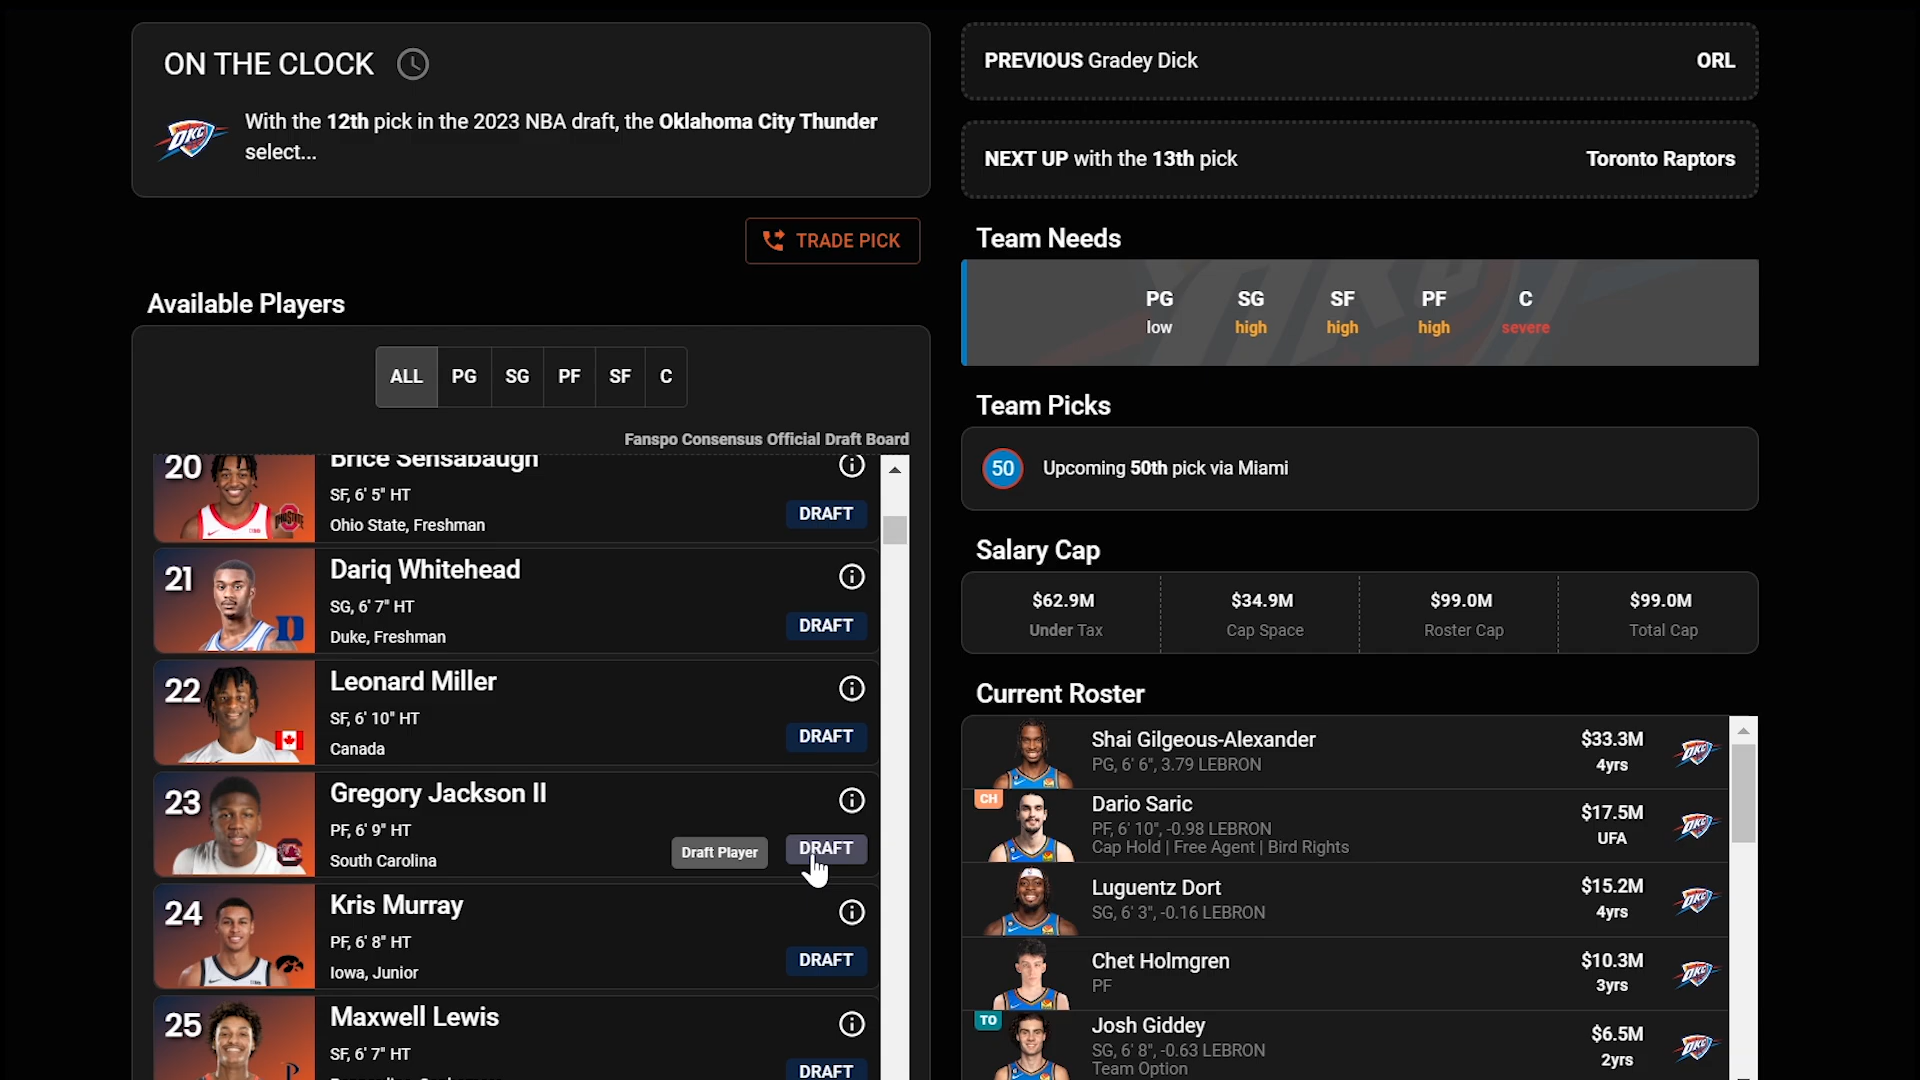 ON THE CLOCK
With the 12th pick in the 2023 NBA draft, the Oklahoma City Thunder
select...
TRADE PICK
Available Players
ALL PG SG PF SF C
Fanspo Consensus Official Draft Board
20
Brice Sensabaugh
SF, 6' 5" HT
Ohio State, Freshman
DRAFT
21
Dariq Whitehead
SG, 6' 7" HT
Duke, Freshman
DRAFT
22
Leonard Miller
SF, 6' 10" HT
Canada
DRAFT
23
Gregory Jackson II
PF, 6' 9" HT
South Carolina
Draft Player
DRAFT
24
Kris Murray
PF, 6' 8" HT
Iowa, Junior
DRAFT
25
Maxwell Lewis
SF, 6' 7" HT
DRAFT
PREVIOUS Gradey Dick ORL
NEXT UP with the 13th pick Toronto Raptors
Team Needs
PG SG SF PF C
low high high high severe
Team Picks
50 Upcoming 50th pick via Miami
Salary Cap
$62.9M $34.9M $99.0M $99.0M
Under Tax Cap Space Roster Cap Total Cap
Current Roster
Shai Gilgeous-Alexander $33.3M
PG, 6' 6", 3.79 LEBRON 4yrs
OKC
CH
Dario Saric $17.5M
PF, 6' 10", -0.98 LEBRON UFA
Cap Hold | Free Agent | Bird Rights
OKC
Luguentz Dort $15.2M
SG, 6' 3", -0.16 LEBRON 4yrs
OKC
Chet Holmgren $10.3M
PF 3yrs
OKC
TO
Josh Giddey $6.5M
SG, 6' 8", -0.63 LEBRON 2yrs
Team Option
OKC